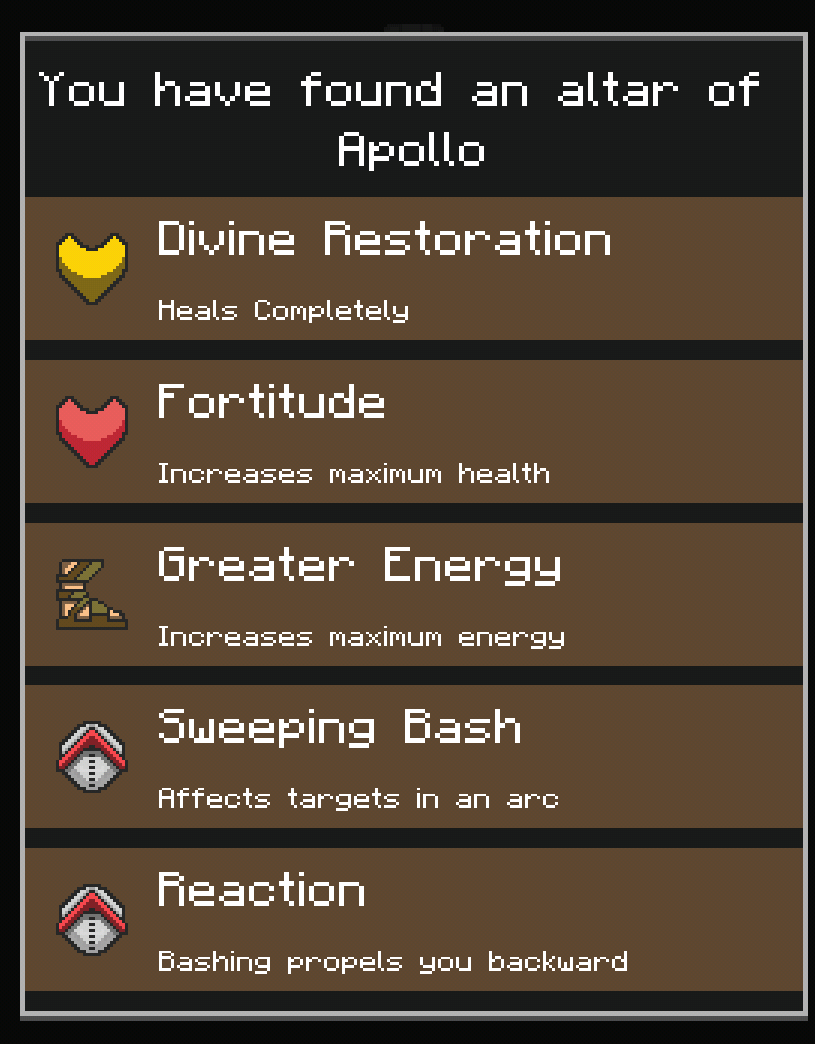 You have found an altar of
Apollo
Divine Restoration
Heals Completely
Fortitude
Increases maximum health
Greater Energy
Increases maximum energy
Sweeping Bash
Affects targets in an arc
Reaction
Bashing propels you backward